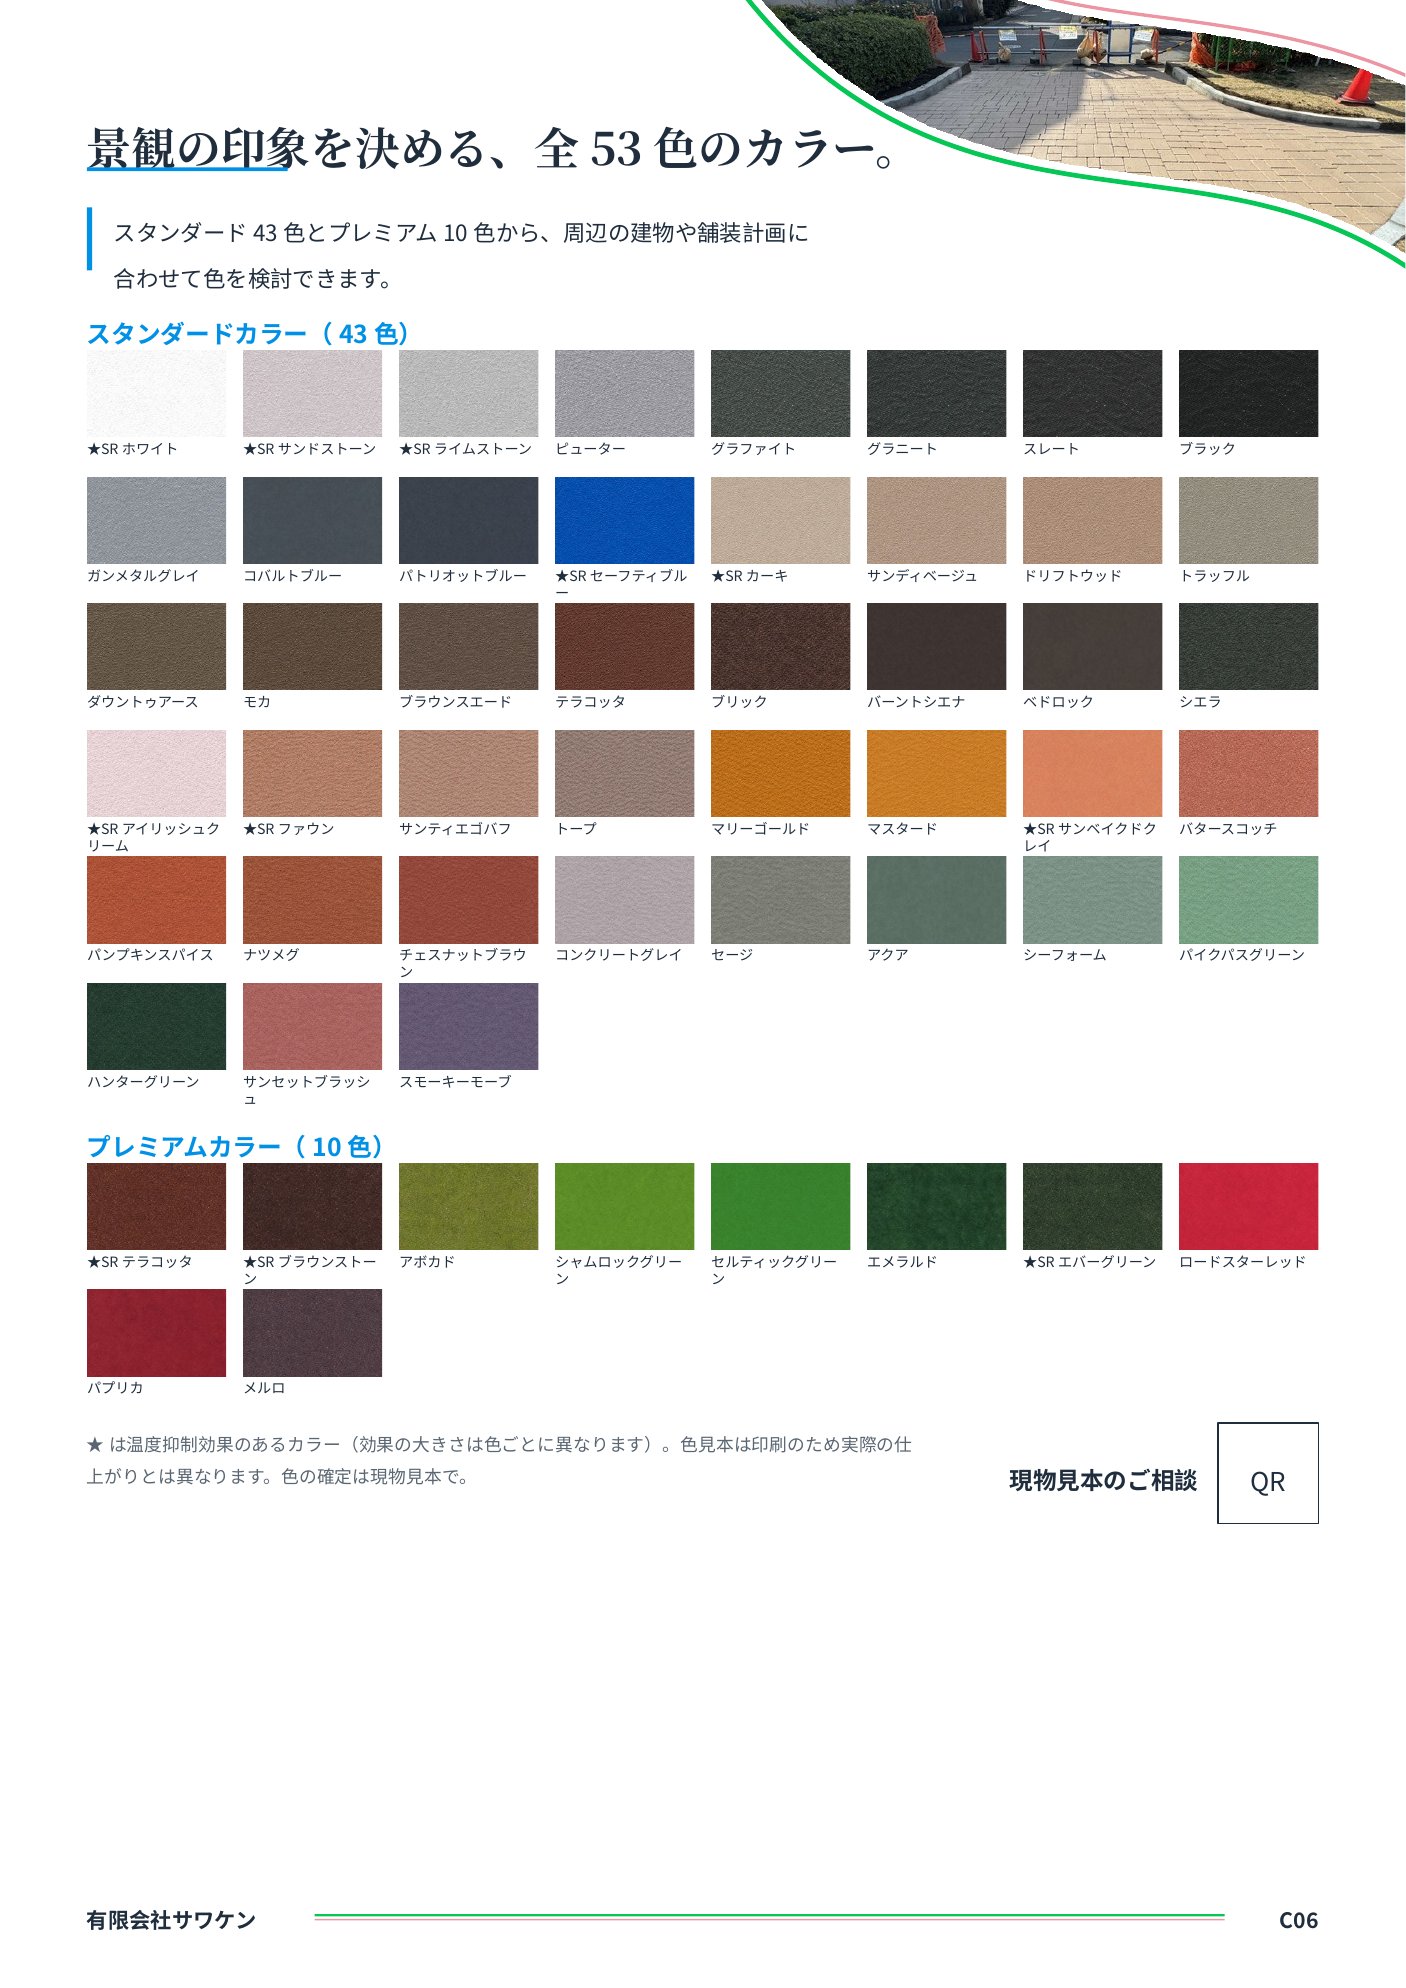 景観の印象を決める、全 53 色のカラー。
スタンダード 43 色とプレミアム 10 色から、周辺の建物や舗装計画に
合わせて色を検討できます。
スタンダードカラー（ 43 色）
★SR ホワイト
★SR サンドストーン
★SR ライムストーン
ピューター
グラファイト
グラニート
スレート
ブラック
ガンメタルグレイ
コバルトブルー
パトリオットブルー
★SR セーフティブル
ー
★SR カーキ
サンディベージュ
ドリフトウッド
トラッフル
ダウントゥアース
モカ
ブラウンスエード
テラコッタ
ブリック
バーントシエナ
ベドロック
シエラ
★SR アイリッシュク
リーム
★SR ファウン
サンティエゴバフ
トープ
マリーゴールド
マスタード
★SR サンベイクドク
レイ
バタースコッチ
パンプキンスパイス
ナツメグ
チェスナットブラウ
ン
コンクリートグレイ
セージ
アクア
シーフォーム
パイクパスグリーン
ハンターグリーン
サンセットブラッシ
ュ
スモーキーモーブ
プレミアムカラー（ 10 色）
★SR テラコッタ
★SR ブラウンストー
ン
アボカド
シャムロックグリー
ン
セルティックグリー
ン
エメラルド
★SR エバーグリーン
ロードスターレッド
パプリカ
メルロ
★ は温度抑制効果のあるカラー（効果の大きさは色ごとに異なります）。色見本は印刷のため実際の仕
上がりとは異なります。色の確定は現物見本で。
現物見本のご相談
QR
有限会社サワケン
C06